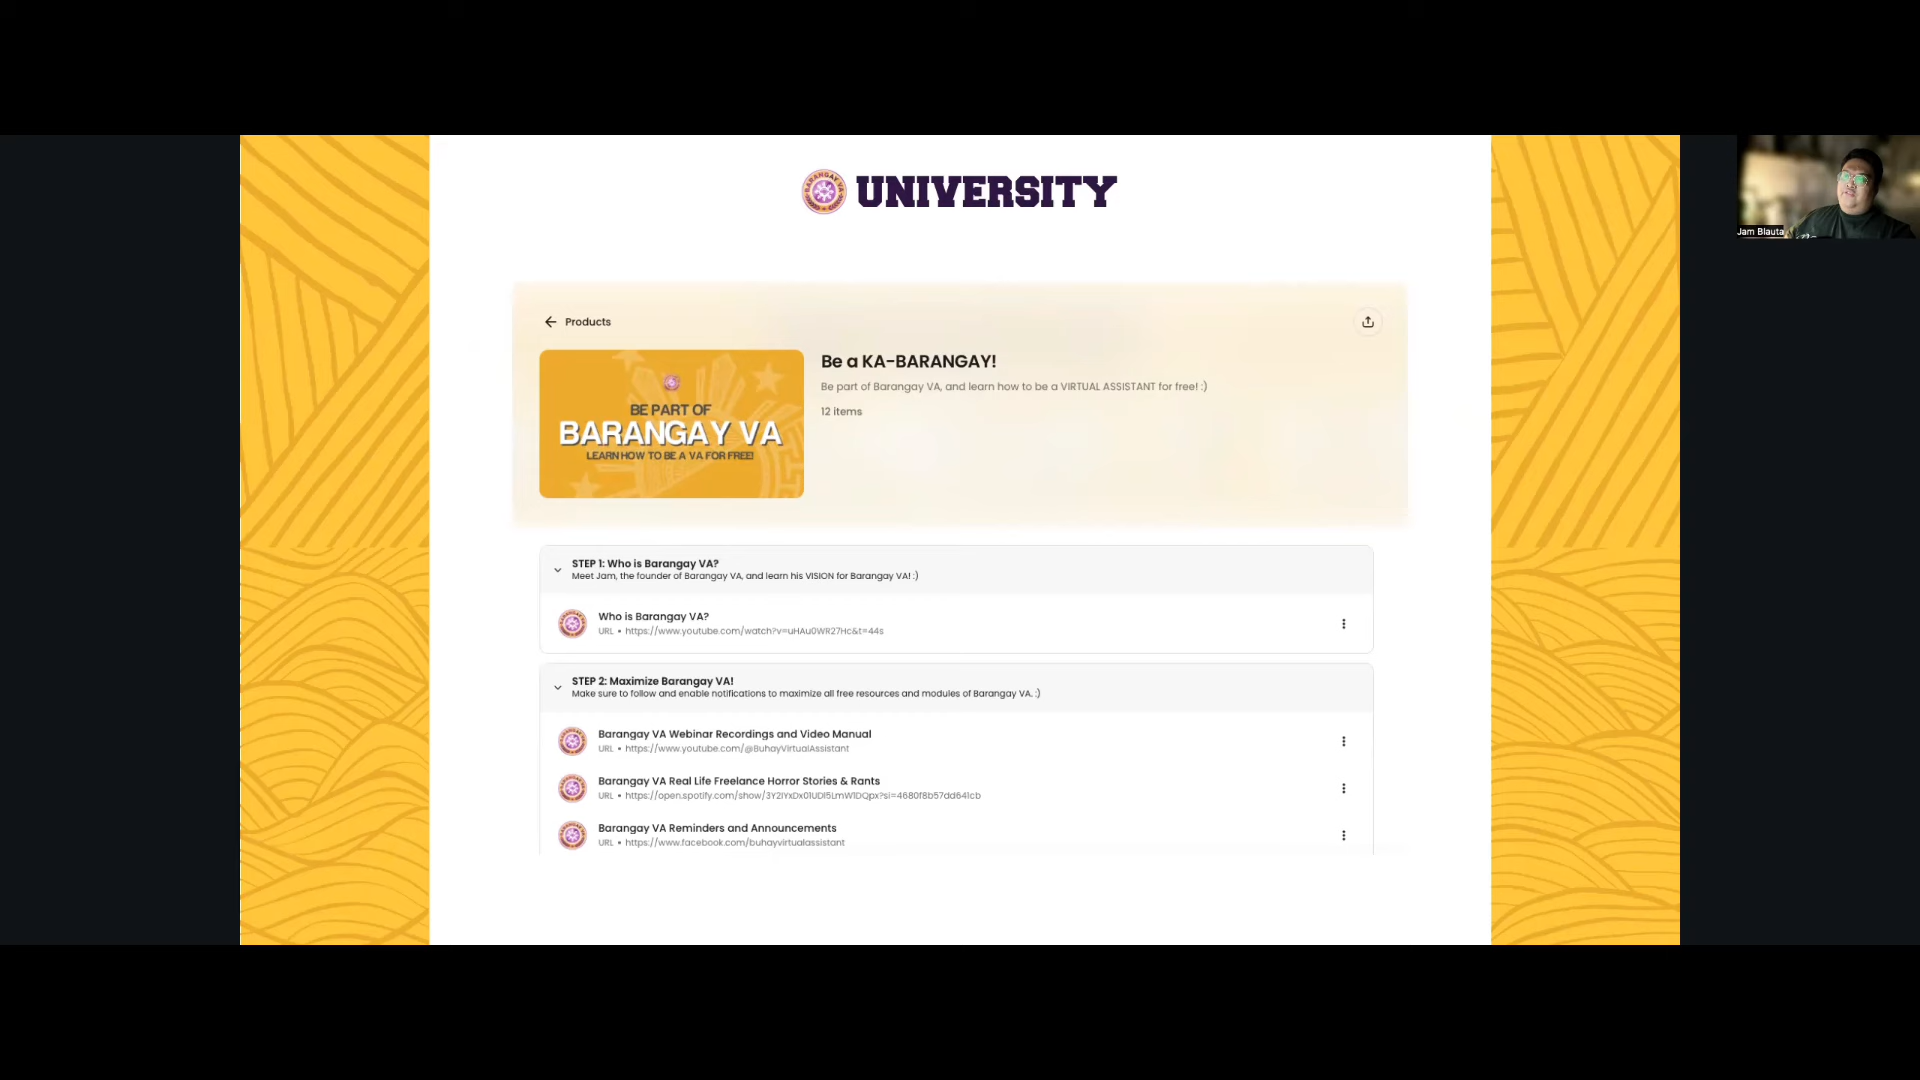 BARANGAY VA
UNIVERSITY
Jam Blauta
Products
Be a KA-BARANGAY!
Be part of Barangay VA, and learn how to be a VIRTUAL ASSISTANT for free! :)
12 items
BE PART OF
BARANGAY VA
LEARN HOW TO BE A VA FOR FREE!
STEP 1: Who is Barangay VA?
Meet Jam, the founder of Barangay VA, and learn his VISION for Barangay VA! :)
Who is Barangay VA?
URL • https://www.youtube.com/watch?v=uHAu0WR27Hc&t=44s
STEP 2: Maximize Barangay VA!
Make sure to follow and enable notifications to maximize all free resources and modules of Barangay VA. :)
Barangay VA Webinar Recordings and Video Manual
URL • https://www.youtube.com/@BuhayVirtualAssistant
Barangay VA Real Life Freelance Horror Stories & Rants
URL • https://open.spotify.com/show/3Y2IYxDx01UDl5LmW1DQpx?si=4680f8b57dd641cb
Barangay VA Reminders and Announcements
URL • https://www.facebook.com/buhayvirtualassistant